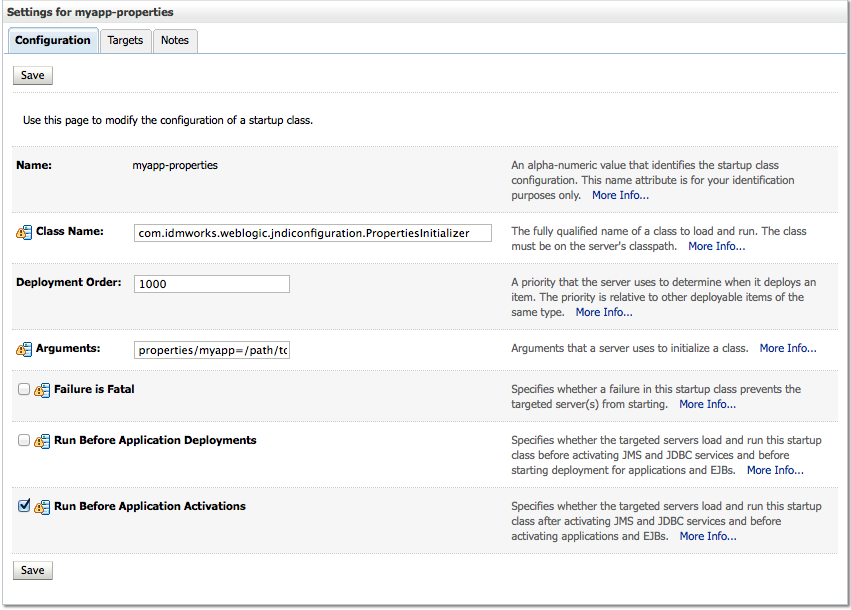 Settings for myapp-properties
Configuration Targets Notes
Save
Use this page to modify the configuration of a startup class.
Name: myapp-properties An alpha-numeric value that identifies the startup class
configuration. This name attribute is for your identification
purposes only. More Info...
Class Name: com.idmworks.weblogic.jndiconfiguration.PropertiesInitializer The fully qualified name of a class to load and run. The class
must be on the server's classpath. More Info...
Deployment Order: 1000 A priority that the server uses to determine when it deploys an
item. The priority is relative to other deployable items of the
same type. More Info...
Arguments: properties/myapp=/path/to Arguments that a server uses to initialize a class. More Info...
Failure is Fatal Specifies whether a failure in this startup class prevents the
targeted server(s) from starting. More Info...
Run Before Application Deployments Specifies whether the targeted servers load and run this startup
class before activating JMS and JDBC services and before
starting deployment for applications and EJBs. More Info...
Run Before Application Activations Specifies whether the targeted servers load and run this startup
class after activating JMS and JDBC services and before
activating applications and EJBs. More Info...
Save